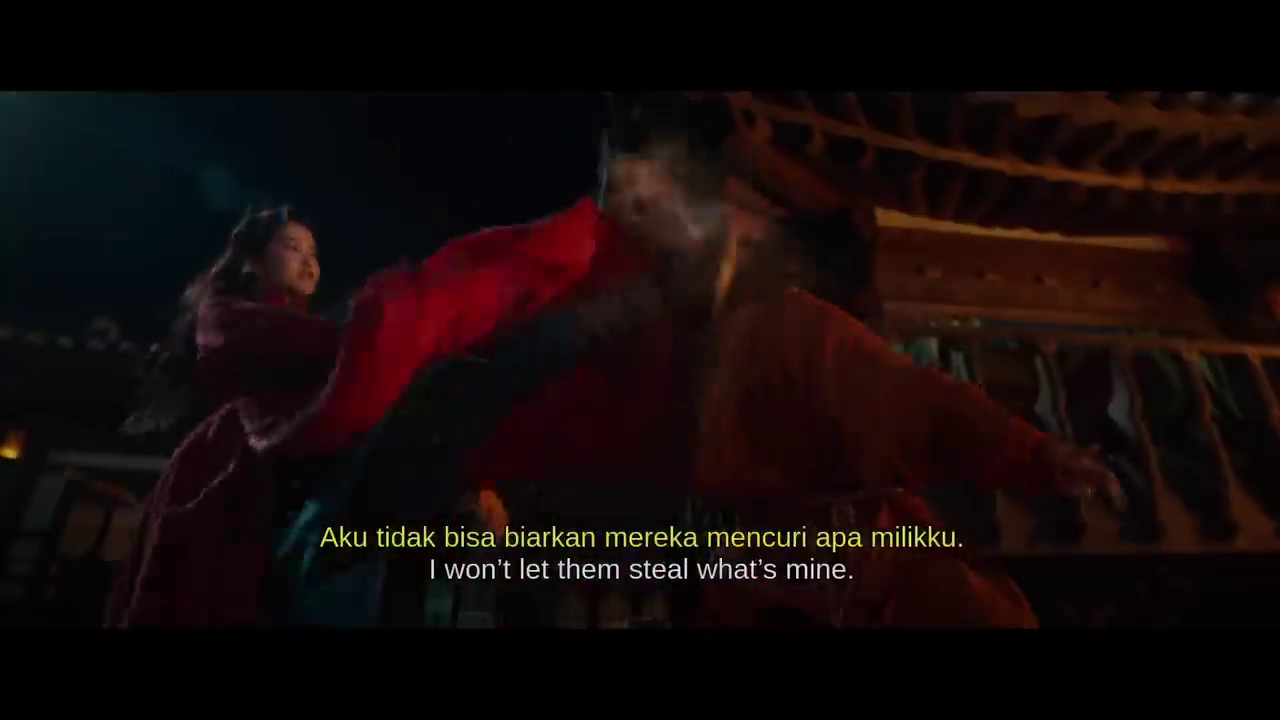 Aku tidak bisa biarkan mereka mencuri apa milikku.
I won’t let them steal what’s mine.